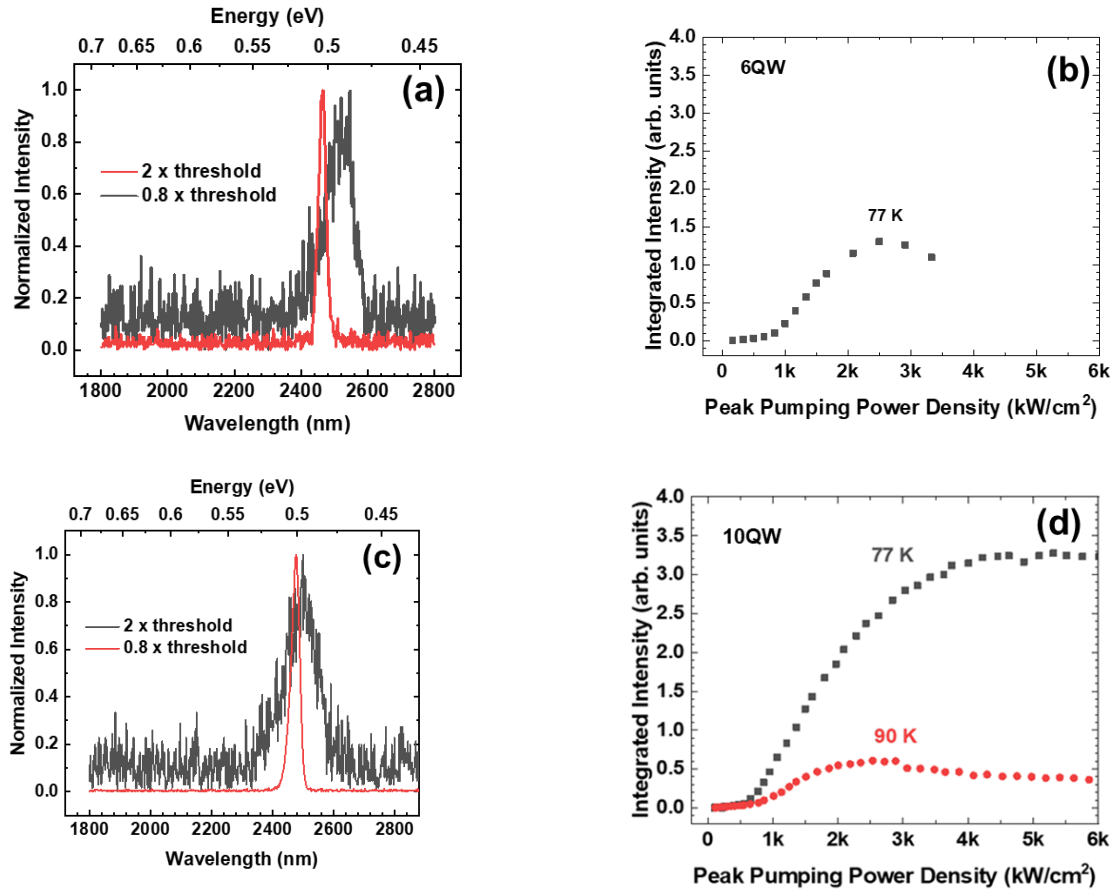 Energy (eV)
0.7 0.65 0.6 0.55 0.5 0.45
(a)
1.0
0.8
0.6
0.4
0.2
0.0
Normalized Intensity
2 x threshold
0.8 x threshold
1800 2000 2200 2400 2600 2800
Wavelength (nm)
(b)
6QW
4.0
3.5
3.0
2.5
2.0
1.5
1.0
0.5
0.0
Integrated Intensity (arb. units)
77 K
0 1k 2k 3k 4k 5k 6k
Peak Pumping Power Density (kW/cm²)
Energy (eV)
0.7 0.65 0.6 0.55 0.5 0.45
(c)
1.0
0.8
0.6
0.4
0.2
0.0
Normalized Intensity
2 x threshold
0.8 x threshold
1800 2000 2200 2400 2600 2800
Wavelength (nm)
(d)
10QW
4.0
3.5
3.0
2.5
2.0
1.5
1.0
0.5
0.0
Integrated Intensity (arb. units)
77 K
90 K
0 1k 2k 3k 4k 5k 6k
Peak Pumping Power Density (kW/cm²)